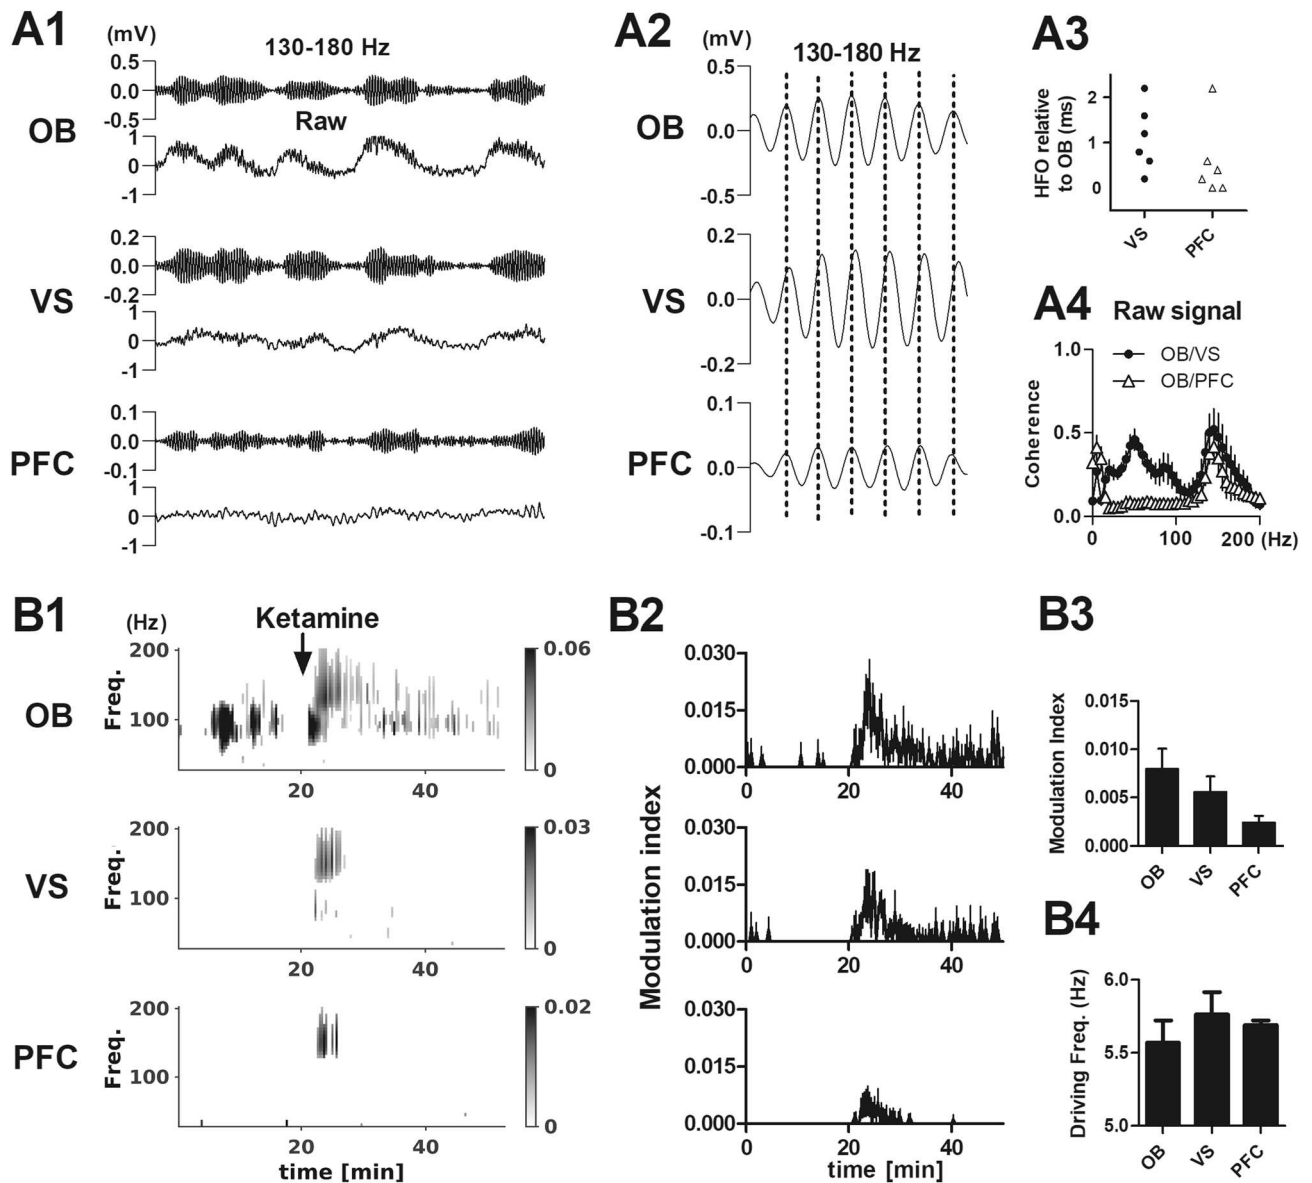 A1
(mV)
130-180 Hz
OB
0.5
0.0
-0.5
Raw
1
0
-1
VS
0.2
0.0
-0.2
1
0
-1
PFC
0.1
0.0
-0.1
1
0
-1
A2
(mV)
130-180 Hz
OB
0.5
0.0
-0.5
VS
0.2
0.0
-0.2
PFC
0.1
0.0
-0.1
A3
HFO relative
to OB (ms)
2
1
0
VS
PFC
A4
Raw signal
OB/VS
OB/PFC
Coherence
1.0
0.5
0.0
0
100
200 (Hz)
B1
(Hz)
Ketamine
OB
Freq.
200
100
20
40
0.06
0
VS
Freq.
200
100
20
40
0.03
0
PFC
Freq.
200
100
20
40
0.02
0
time [min]
B2
Modulation index
0.030
0.015
0.000
0
20
40
0.030
0.015
0.000
0
20
40
0.030
0.015
0.000
0
20
40
time [min]
B3
Modulation Index
0.015
0.010
0.005
0.000
OB
VS
PFC
B4
Driving Freq. (Hz)
6.0
5.5
5.0
OB
VS
PFC